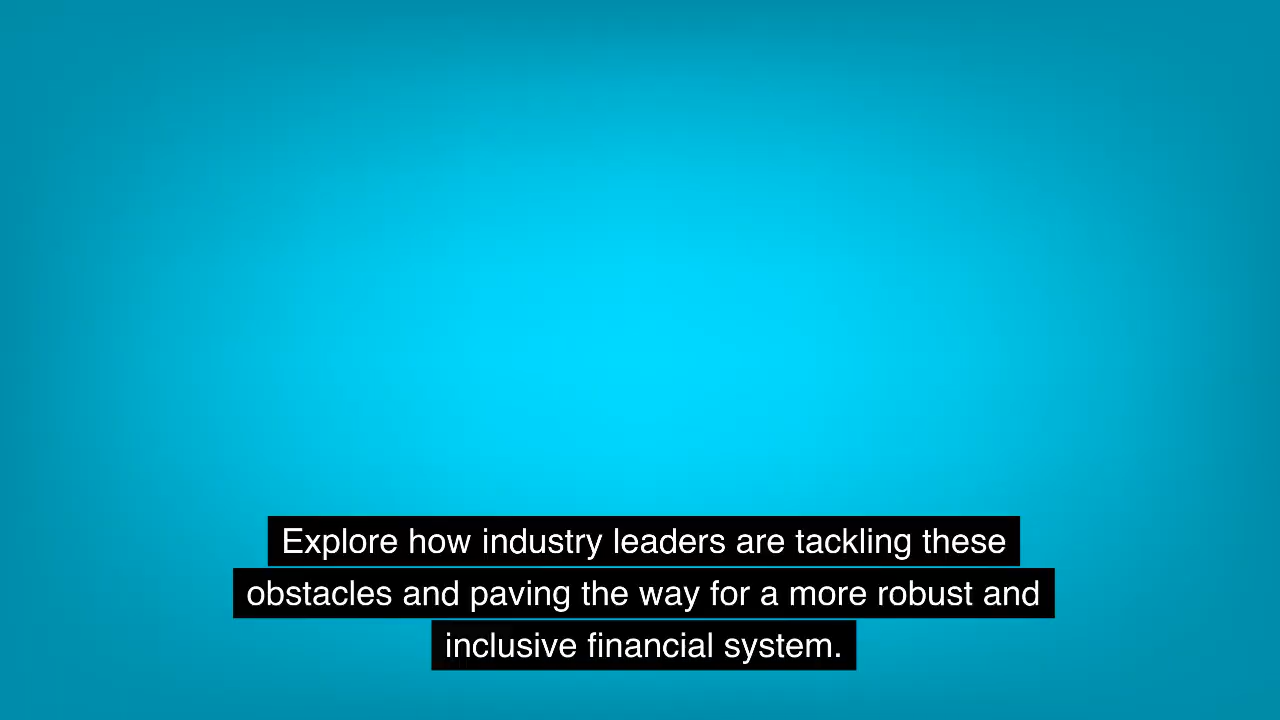 Explore how industry leaders are tackling these
obstacles and paving the way for a more robust and
inclusive financial system.